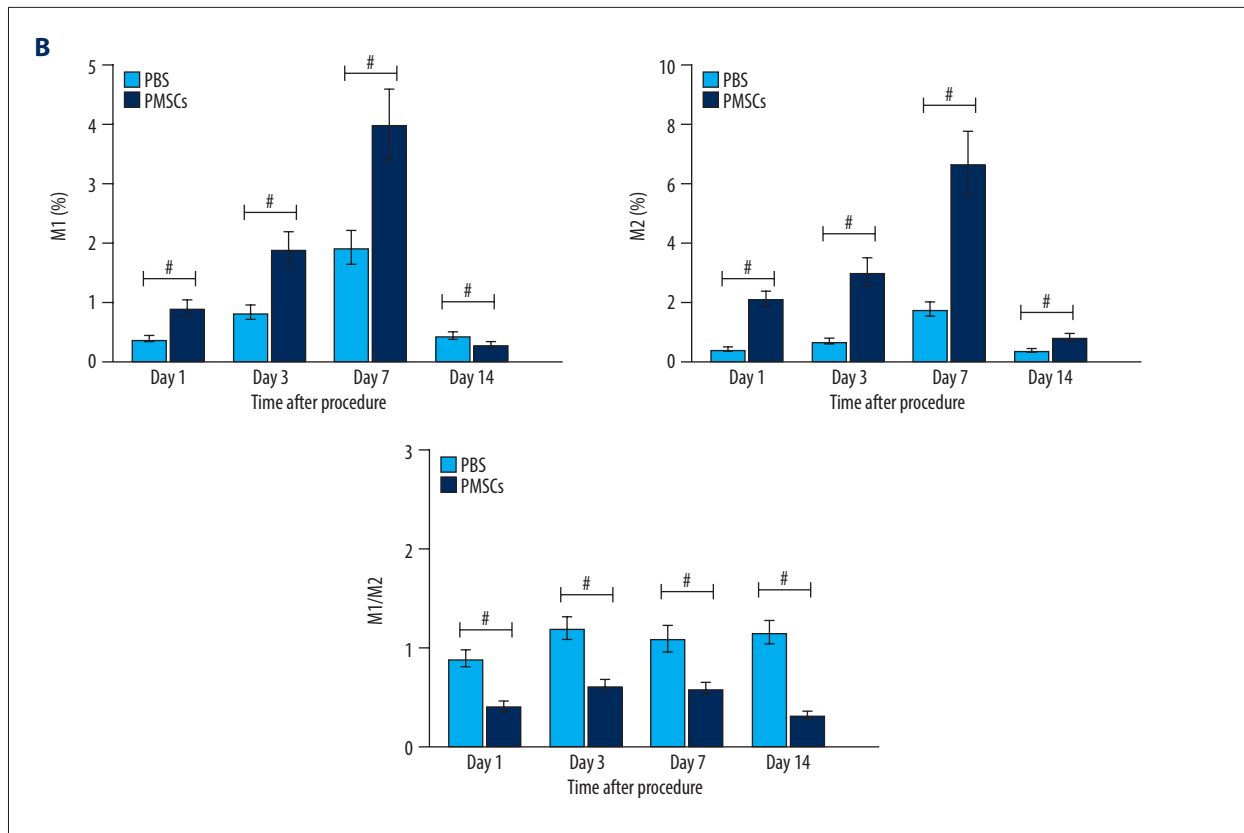 B
5
4
3
2
1
0
M1 (%)
PBS
PMSCs
#
#
#
#
Day 1 Day 3 Day 7 Day 14
Time after procedure
10
8
6
4
2
0
M2 (%)
PBS
PMSCs
#
#
#
#
Day 1 Day 3 Day 7 Day 14
Time after procedure
3
2
1
0
M1/M2
PBS
PMSCs
#
#
#
#
Day 1 Day 3 Day 7 Day 14
Time after procedure